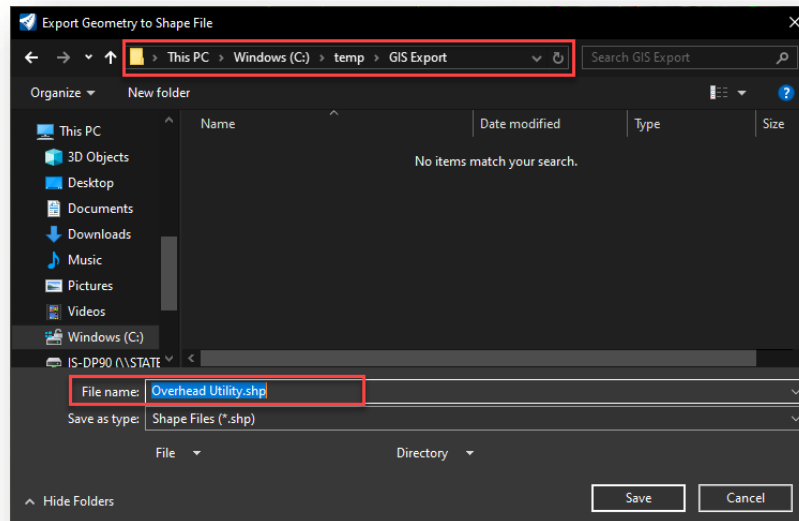 Export Geometry to Shape File
This PC > Windows (C:) > temp > GIS Export
Search GIS Export
Organize
New folder
Name
Date modified
Type
Size
No items match your search.
This PC
3D Objects
Desktop
Documents
Downloads
Music
Pictures
Videos
Windows (C:)
IS-DP90 (\\STATE
File name: Overhead Utility.shp
Save as type: Shape Files (*.shp)
File
Directory
Hide Folders
Save
Cancel